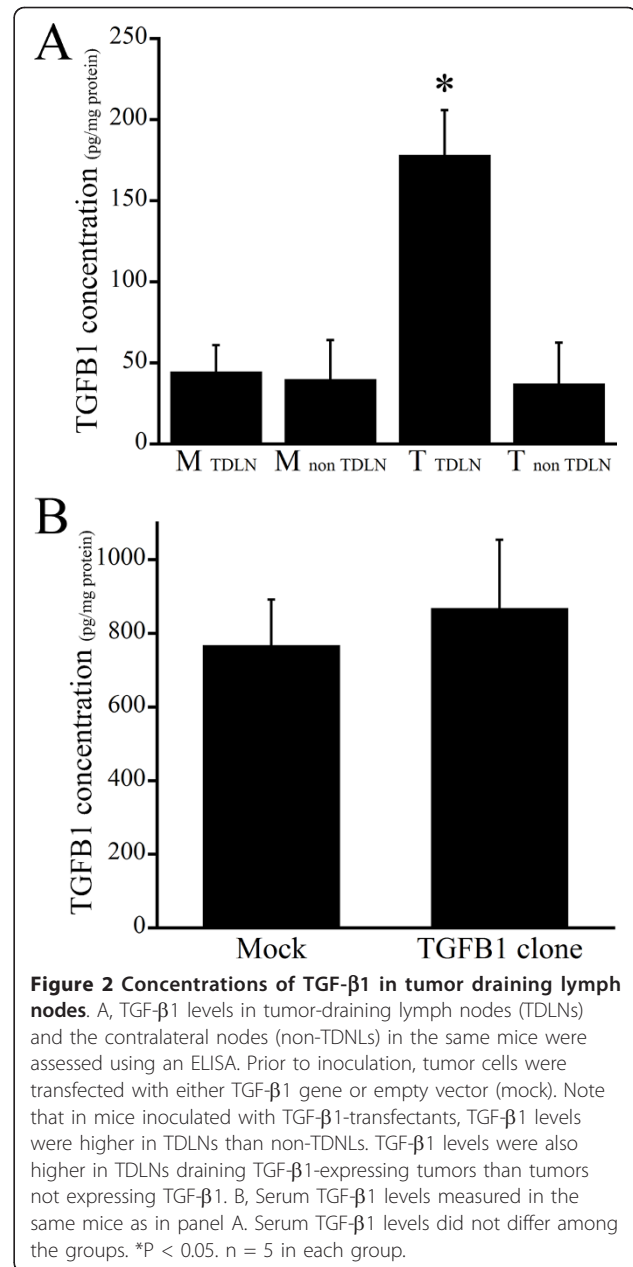 A
TGFB1 concentration (pg/mg protein)
250
200
150
100
50
0
*
M TDLN M non TDLN T TDLN T non TDLN
B
TGFB1 concentration (pg/mg protein)
1000
800
600
400
200
0
Mock TGFB1 clone
Figure 2 Concentrations of TGF-β1 in tumor draining lymph
nodes. A, TGF-β1 levels in tumor-draining lymph nodes (TDLNs)
and the contralateral nodes (non-TDNLs) in the same mice were
assessed using an ELISA. Prior to inoculation, tumor cells were
transfected with either TGF-β1 gene or empty vector (mock). Note
that in mice inoculated with TGF-β1-transfectants, TGF-β1 levels
were higher in TDLNs than non-TDNLs. TGF-β1 levels were also
higher in TDLNs draining TGF-β1-expressing tumors than tumors
not expressing TGF-β1. B, Serum TGF-β1 levels measured in the
same mice as in panel A. Serum TGF-β1 levels did not differ among
the groups. *P < 0.05. n = 5 in each group.